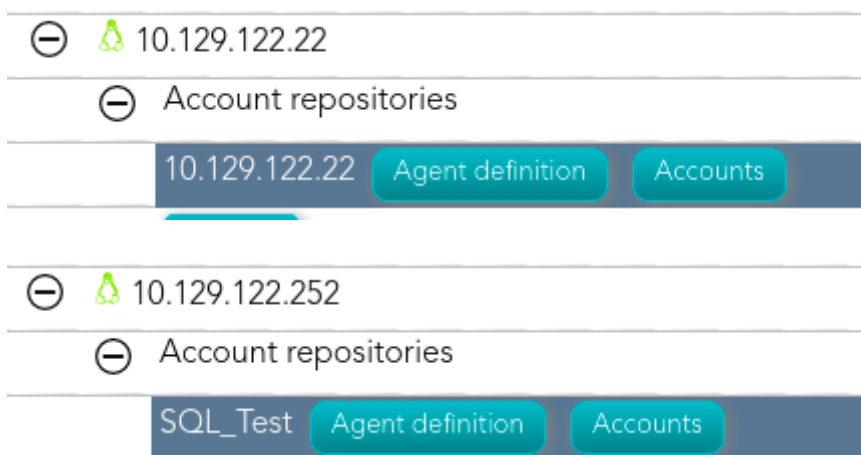 10.129.122.22
Account repositories
10.129.122.22 Agent definition Accounts
10.129.122.252
Account repositories
SQL_Test Agent definition Accounts